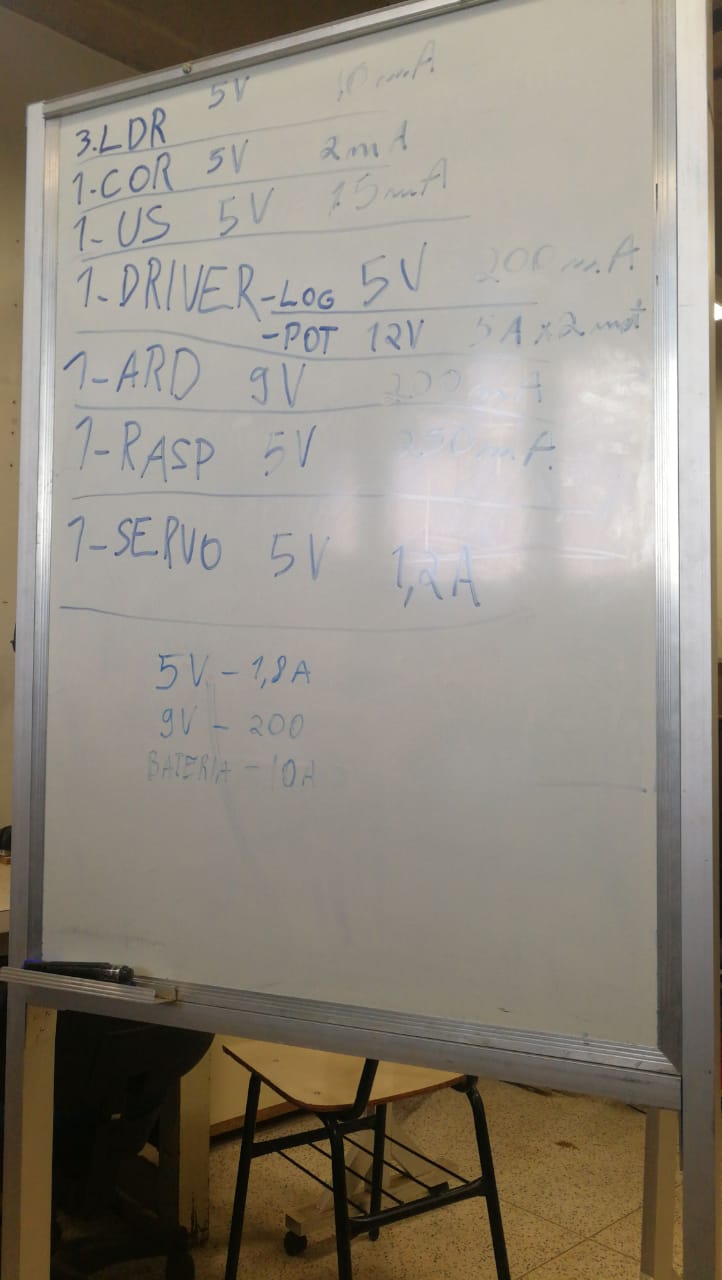 3.LDR 5V 10mA
1-COR 5V 2mA
1-US 5V 15mA
1-DRIVER-LOG 5V 200mA
-POT 12V 5A x 2 mot
1-ARD 9V 200mA
1-RASP 5V 250mA
1-SERVO 5V 1,2A
5V - 1,8A
9V - 200
BATERIA - 10A